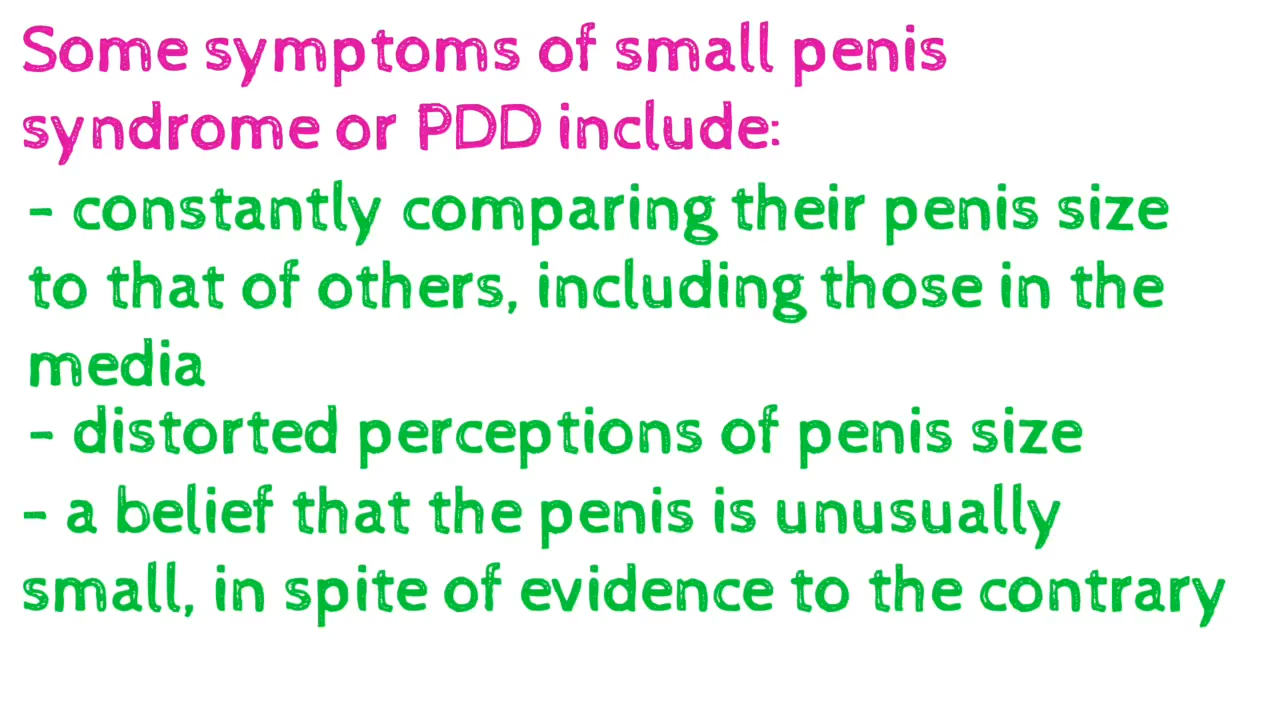 Some symptoms of small penis
syndrome or PDD include:
- constantly comparing their penis size
to that of others, including those in the
media
- distorted perceptions of penis size
- a belief that the penis is unusually
small, in spite of evidence to the contrary